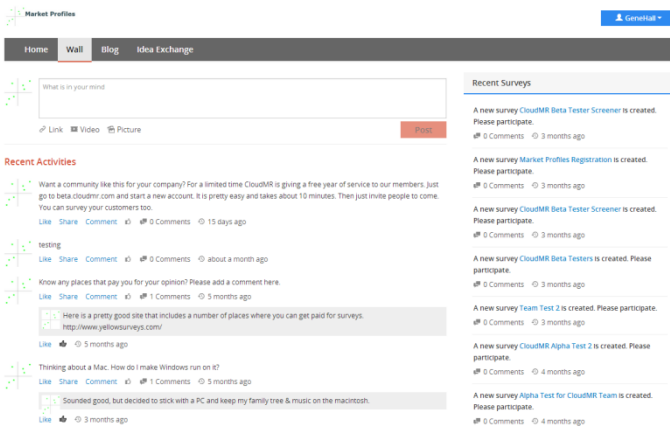 Market Profiles
GeneHall
Home Wall Blog Idea Exchange
What is in your mind
Link Video Picture
Post
Recent Activities
Want a community like this for your company? For a limited time CloudMR is giving a free year of service to our members. Just
go to beta.cloudmr.com and start a new account. It is pretty easy and takes about 10 minutes. Then just invite people to come.
You can survey your customers too.
Like Share Comment 0 Comments 15 days ago
testing
Like Share Comment 0 Comments about a month ago
Know any places that pay you for your opinion? Please add a comment here.
Like Share Comment 1 Comments 5 months ago
Here is a pretty good site that includes a number of places where you can get paid for surveys.
http://www.yellowsurveys.com/
Like 5 months ago
Thinking about a Mac. How do I make Windows run on it?
Like Share Comment 1 Comments 5 months ago
Sounded good, but decided to stick with a PC and keep my family tree & music on the macintosh.
Like 3 months ago
Recent Surveys
A new survey CloudMR Beta Tester Screener is created.
Please participate.
0 Comments 3 months ago
A new survey Market Profiles Registration is created.
Please participate.
0 Comments 3 months ago
A new survey CloudMR Beta Tester Screener is created.
Please participate.
0 Comments 3 months ago
A new survey CloudMR Beta Testers is created. Please
participate.
0 Comments 3 months ago
A new survey Team Test 2 is created. Please participate.
0 Comments 3 months ago
A new survey CloudMR Alpha Test 2 is created. Please
participate.
0 Comments 4 months ago
A new survey Alpha Test for CloudMR Team is created.
Please participate.
0 Comments 4 months ago